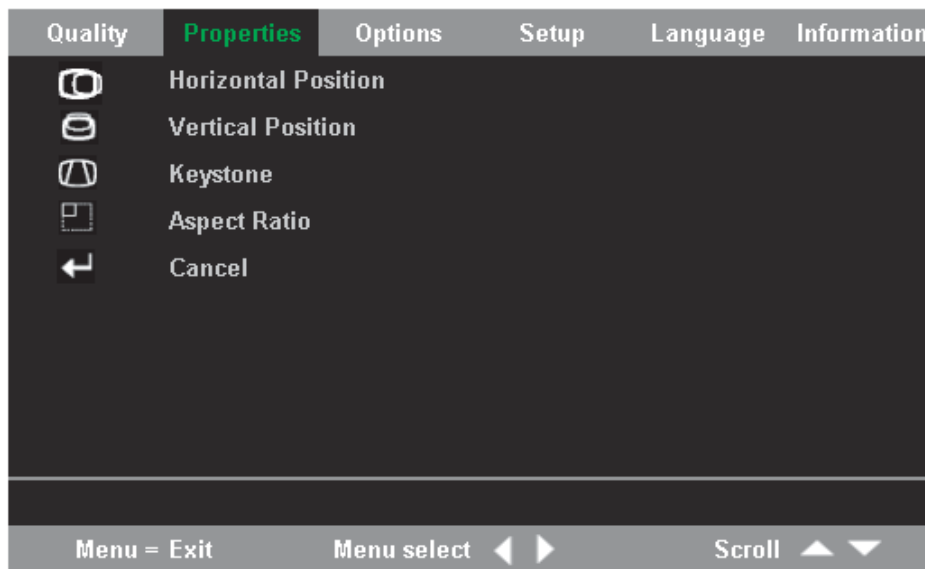 Quality Properties Options Setup Language Information
Horizontal Position
Vertical Position
Keystone
Aspect Ratio
Cancel
Menu = Exit Menu select Scroll